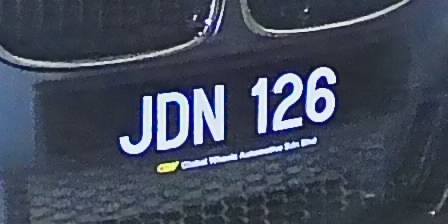 JDN 126
Global Wheels Automotive Sdn Bhd